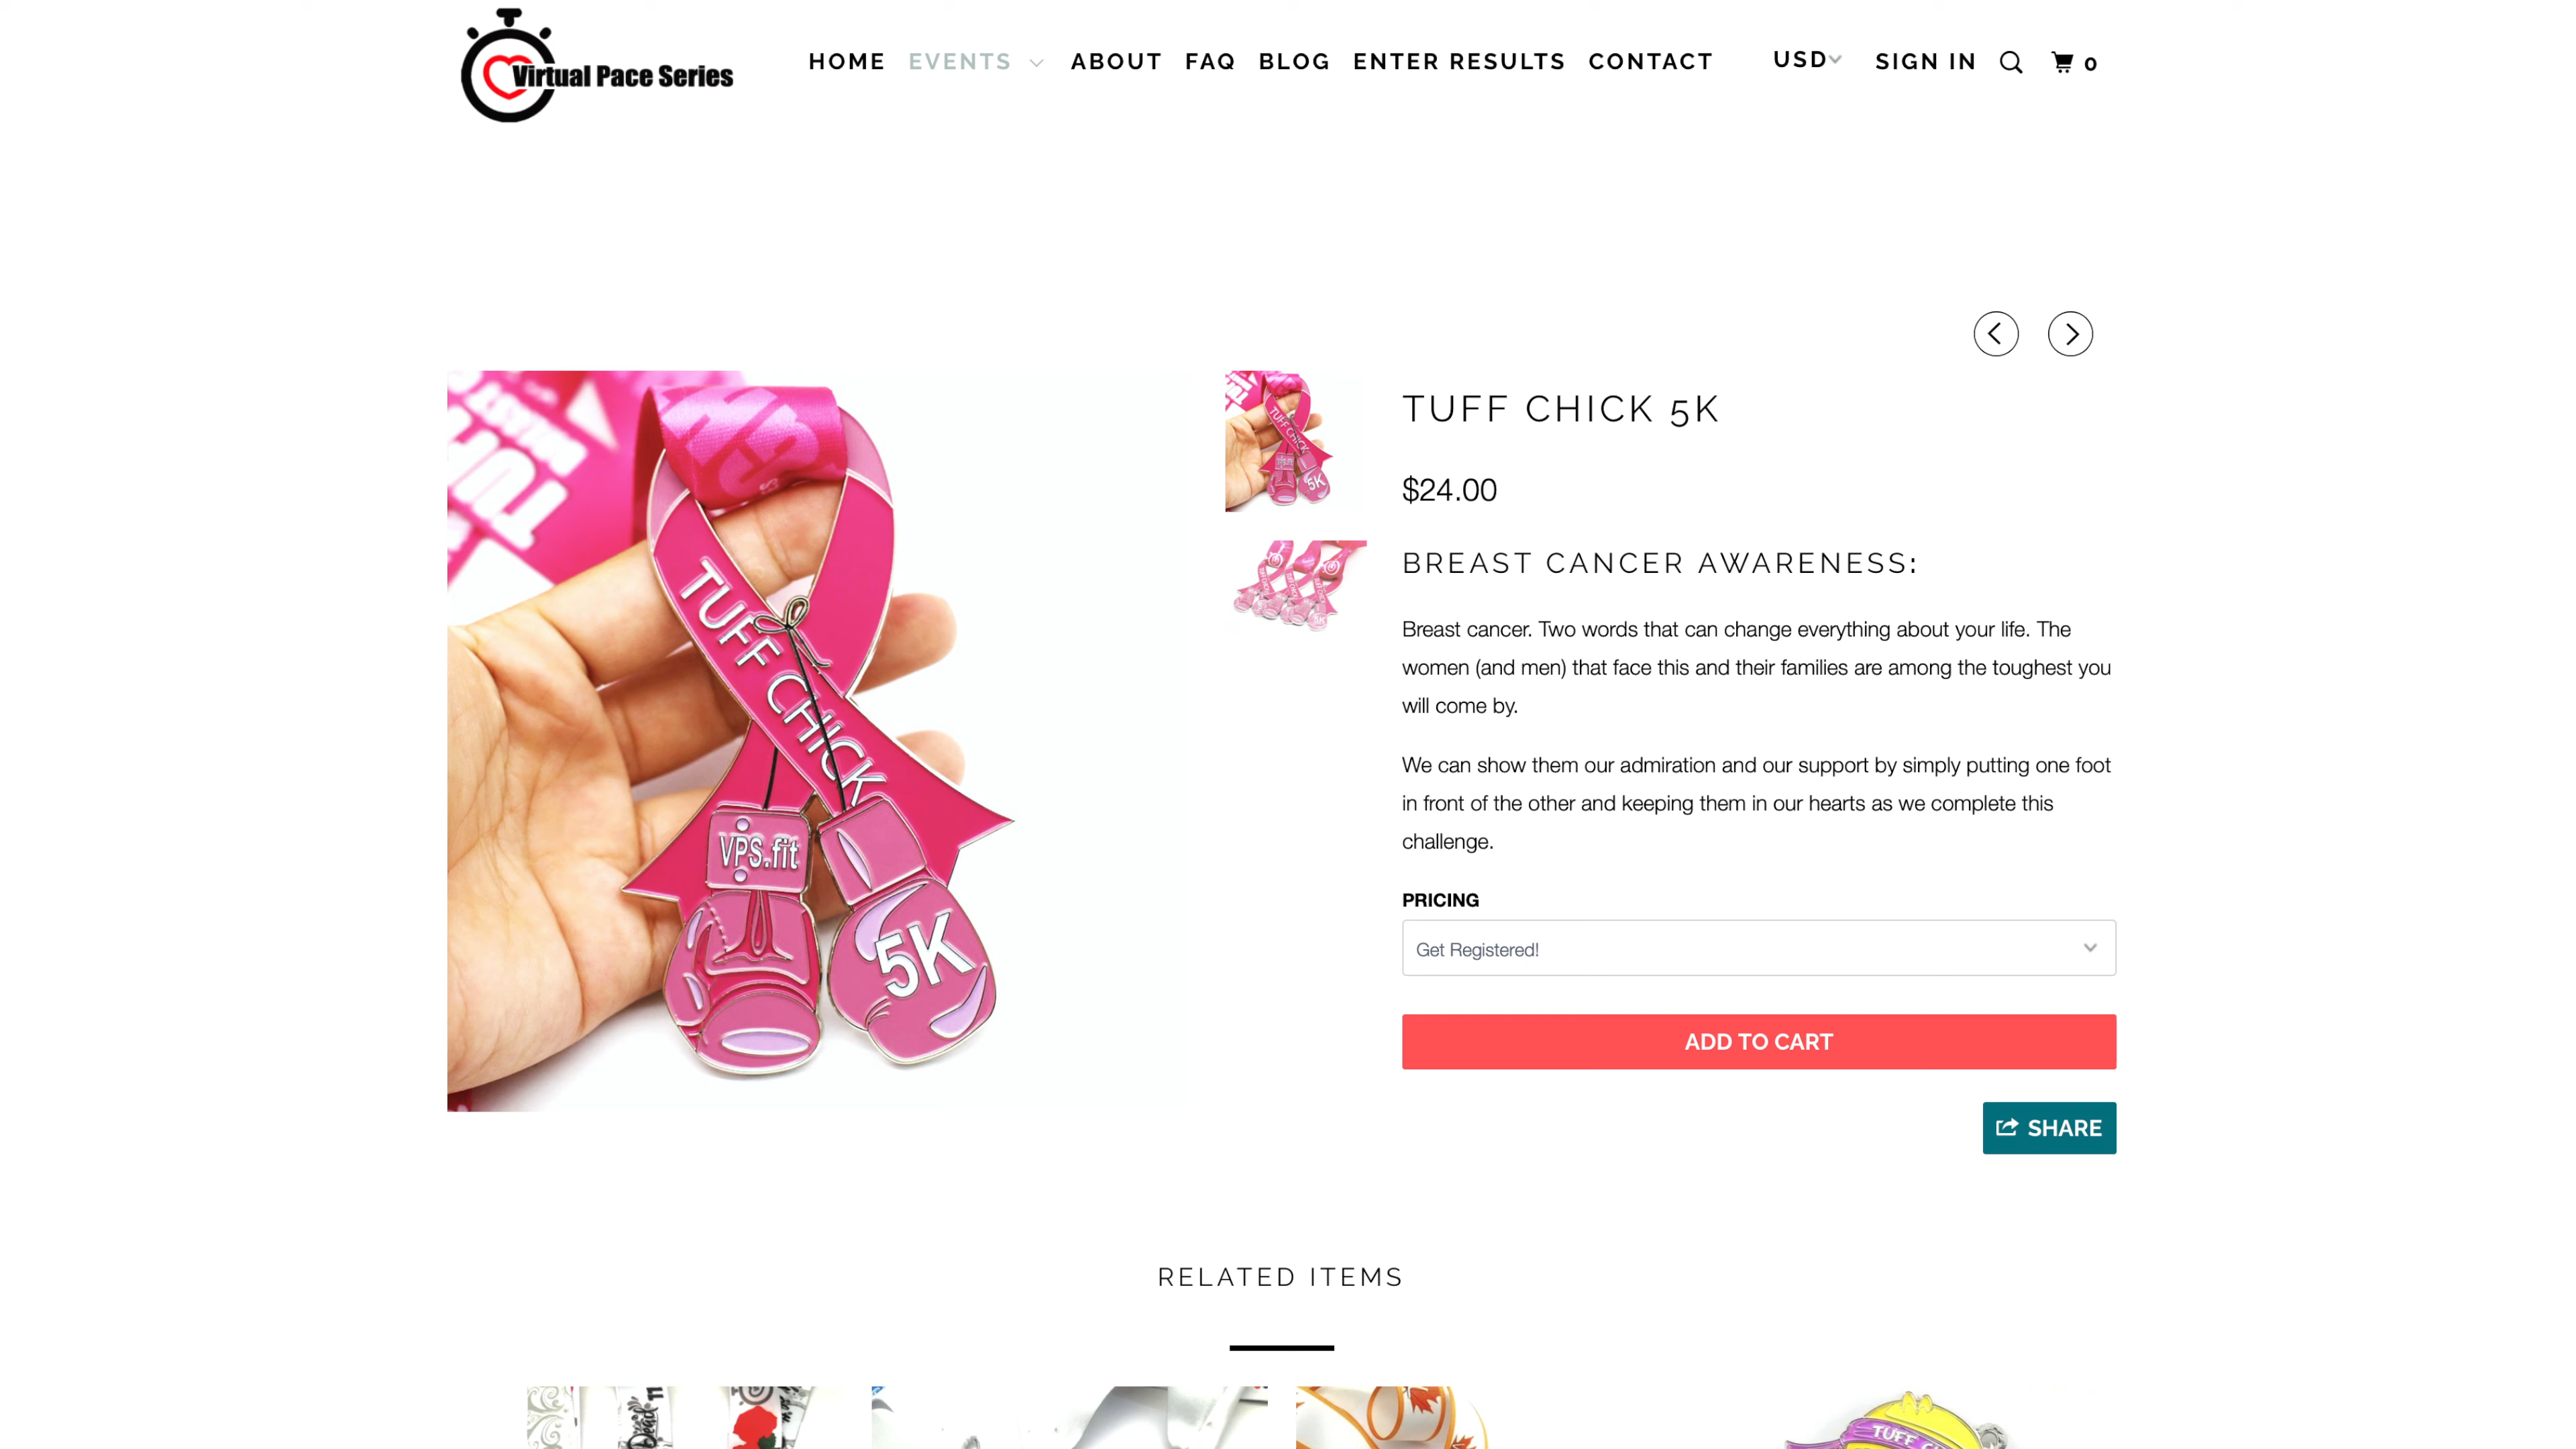 Virtual Pace Series
HOME EVENTS ABOUT FAQ BLOG ENTER RESULTS CONTACT USD SIGN IN 0
TUFF CHICK
VPS.fit
5K
TUFF CHICK
5K
TUFF CHICK 5K
$24.00
BREAST CANCER AWARENESS:
Breast cancer. Two words that can change everything about your life. The
women (and men) that face this and their families are among the toughest you
will come by.
We can show them our admiration and our support by simply putting one foot
in front of the other and keeping them in our hearts as we complete this
challenge.
PRICING
Get Registered!
ADD TO CART
SHARE
RELATED ITEMS
Dead
TUFF